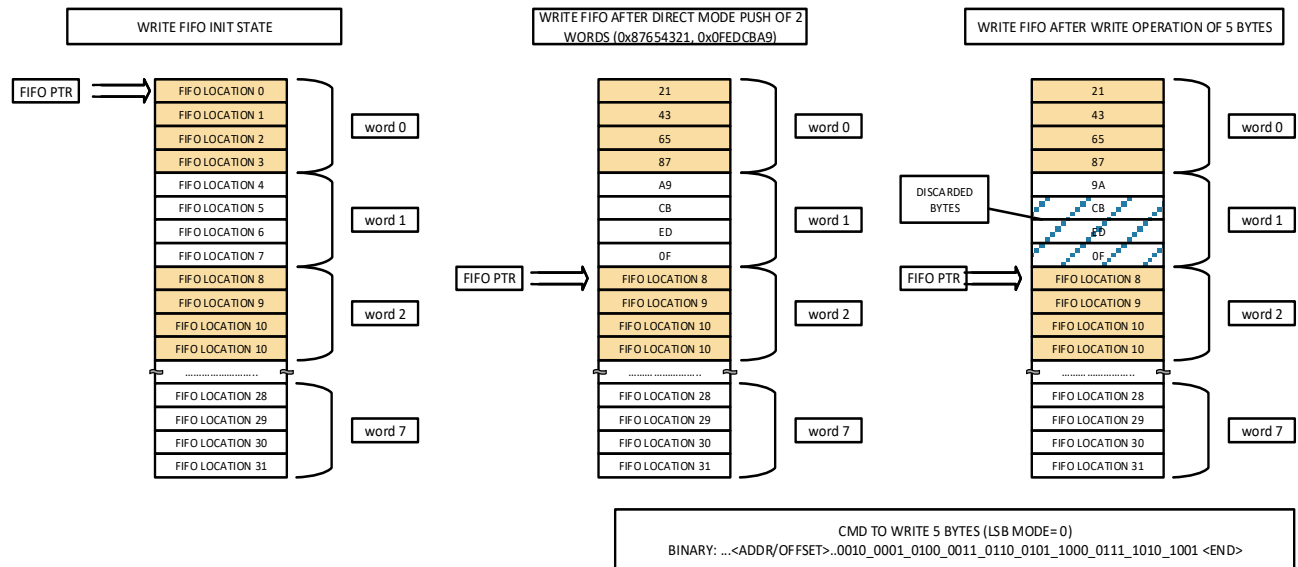 WRITE FIFO INIT STATE
FIFO PTR
FIFO LOCATION 0
FIFO LOCATION 1
FIFO LOCATION 2
FIFO LOCATION 3
FIFO LOCATION 4
FIFO LOCATION 5
FIFO LOCATION 6
FIFO LOCATION 7
FIFO LOCATION 8
FIFO LOCATION 9
FIFO LOCATION 10
FIFO LOCATION 10
……………………..
FIFO LOCATION 28
FIFO LOCATION 29
FIFO LOCATION 30
FIFO LOCATION 31
word 0
word 1
word 2
word 7
WRITE FIFO AFTER DIRECT MODE PUSH OF 2
WORDS (0x87654321, 0x0FEDCBA9)
FIFO PTR
21
43
65
87
A9
CB
ED
0F
FIFO LOCATION 8
FIFO LOCATION 9
FIFO LOCATION 10
FIFO LOCATION 10
……………………..
FIFO LOCATION 28
FIFO LOCATION 29
FIFO LOCATION 30
FIFO LOCATION 31
word 0
word 1
word 2
word 7
WRITE FIFO AFTER WRITE OPERATION OF 5 BYTES
DISCARDED
BYTES
FIFO PTR
21
43
65
87
9A
CB
ED
0F
FIFO LOCATION 8
FIFO LOCATION 9
FIFO LOCATION 10
FIFO LOCATION 10
……………………..
FIFO LOCATION 28
FIFO LOCATION 29
FIFO LOCATION 30
FIFO LOCATION 31
word 0
word 1
word 2
word 7
CMD TO WRITE 5 BYTES (LSB MODE= 0)
BINARY: ...<ADDR/OFFSET>..0010_0001_0100_0011_0110_0101_1000_0111_1010_1001 <END>